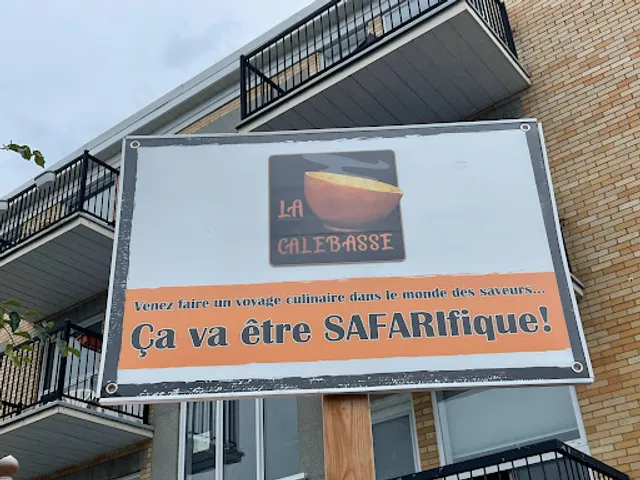 LA
CALEBASSE
Venez faire un voyage culinaire dans le monde des saveurs...
Ça va être SAFARIfique!